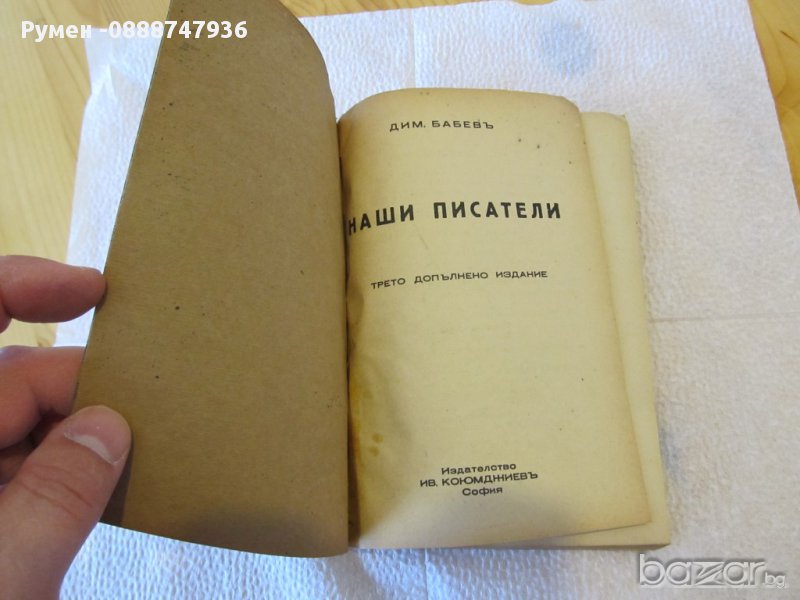 Румен -0888747936
ДИМ. БАБЕВЪ
НАШИ ПИСАТЕЛИ
ТРЕТО ДОПЪЛНЕНО ИЗДАНИЕ
Издателство
ИВ. КОЮМДЖИЕВЪ
София
bazar.bg